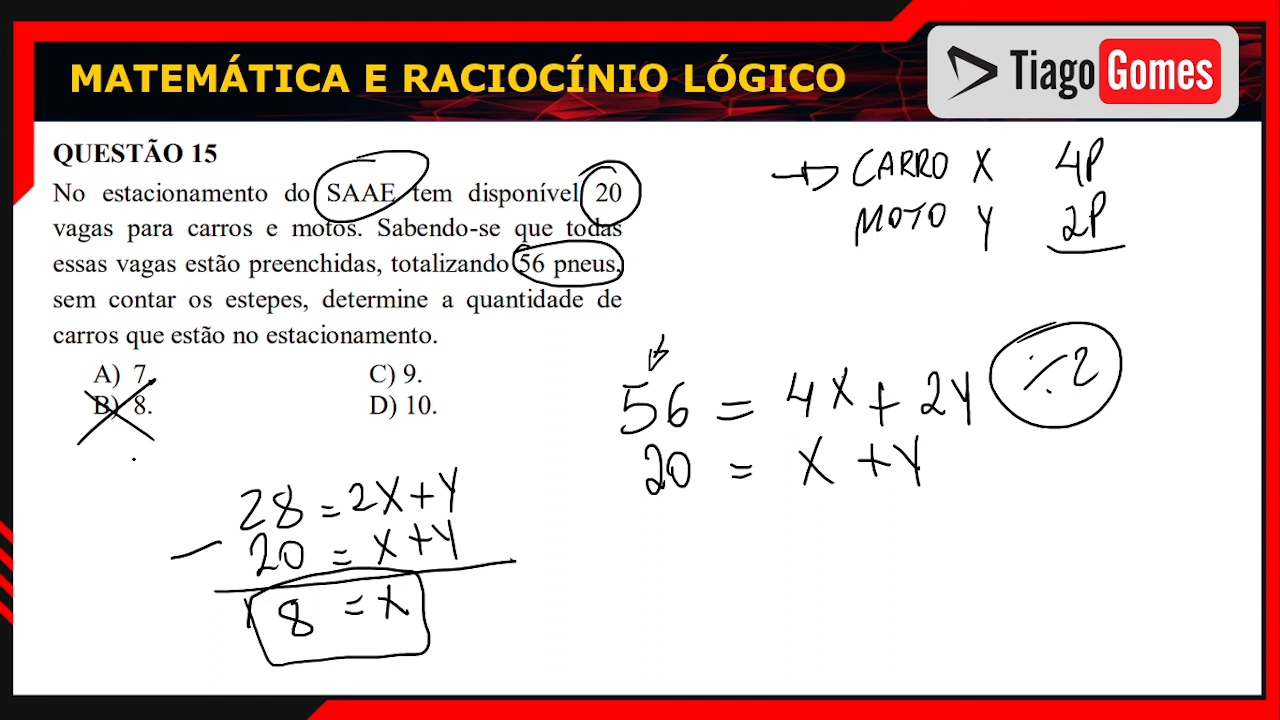 MATEMÁTICA E RACIOCÍNIO LÓGICO
Tiago Gomes
QUESTÃO 15
No estacionamento do SAAE tem disponível 20
vagas para carros e motos. Sabendo-se que todas
essas vagas estão preenchidas, totalizando 56 pneus,
sem contar os estepes, determine a quantidade de
carros que estão no estacionamento.
A) 7.
B) 8.
C) 9.
D) 10.
CARRO X 4P
MOTO Y 2P
56 = 4X + 2Y ÷2
20 = X + Y
28 = 2X + Y
- 20 = X + Y
8 = X